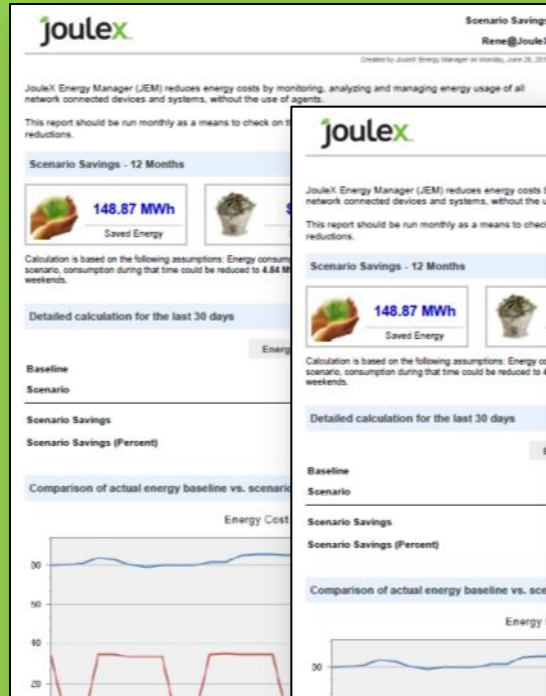 joulex
Scenario Savings
Rene@JouleX
Created by JouleX Energy Manager on Monday, June 26, 201
JouleX Energy Manager (JEM) reduces energy costs by monitoring, analyzing and managing energy usage of all
network connected devices and systems, without the use of agents.
This report should be run monthly as a means to check on t
reductions.
Scenario Savings - 12 Months
148.87 MWh
Saved Energy
Calculation is based on the following assumptions: Energy consum
scenario, consumption during that time could be reduced to 4.84 M
weekends.
Detailed calculation for the last 30 days
Energ
Baseline
Scenario
Scenario Savings
Scenario Savings (Percent)
Comparison of actual energy baseline vs. scenario
Energy Cost
60
40
20
joulex
JouleX Energy Manager (JEM) reduces energy costs b
network connected devices and systems, without the u
This report should be run monthly as a means to chec
reductions.
Scenario Savings - 12 Months
148.87 MWh
Saved Energy
Calculation is based on the following assumptions: Energy co
scenario, consumption during that time could be reduced to 4
weekends.
Detailed calculation for the last 30 days
Baseline
Scenario
Scenario Savings
Scenario Savings (Percent)
Comparison of actual energy baseline vs. sce
Energy